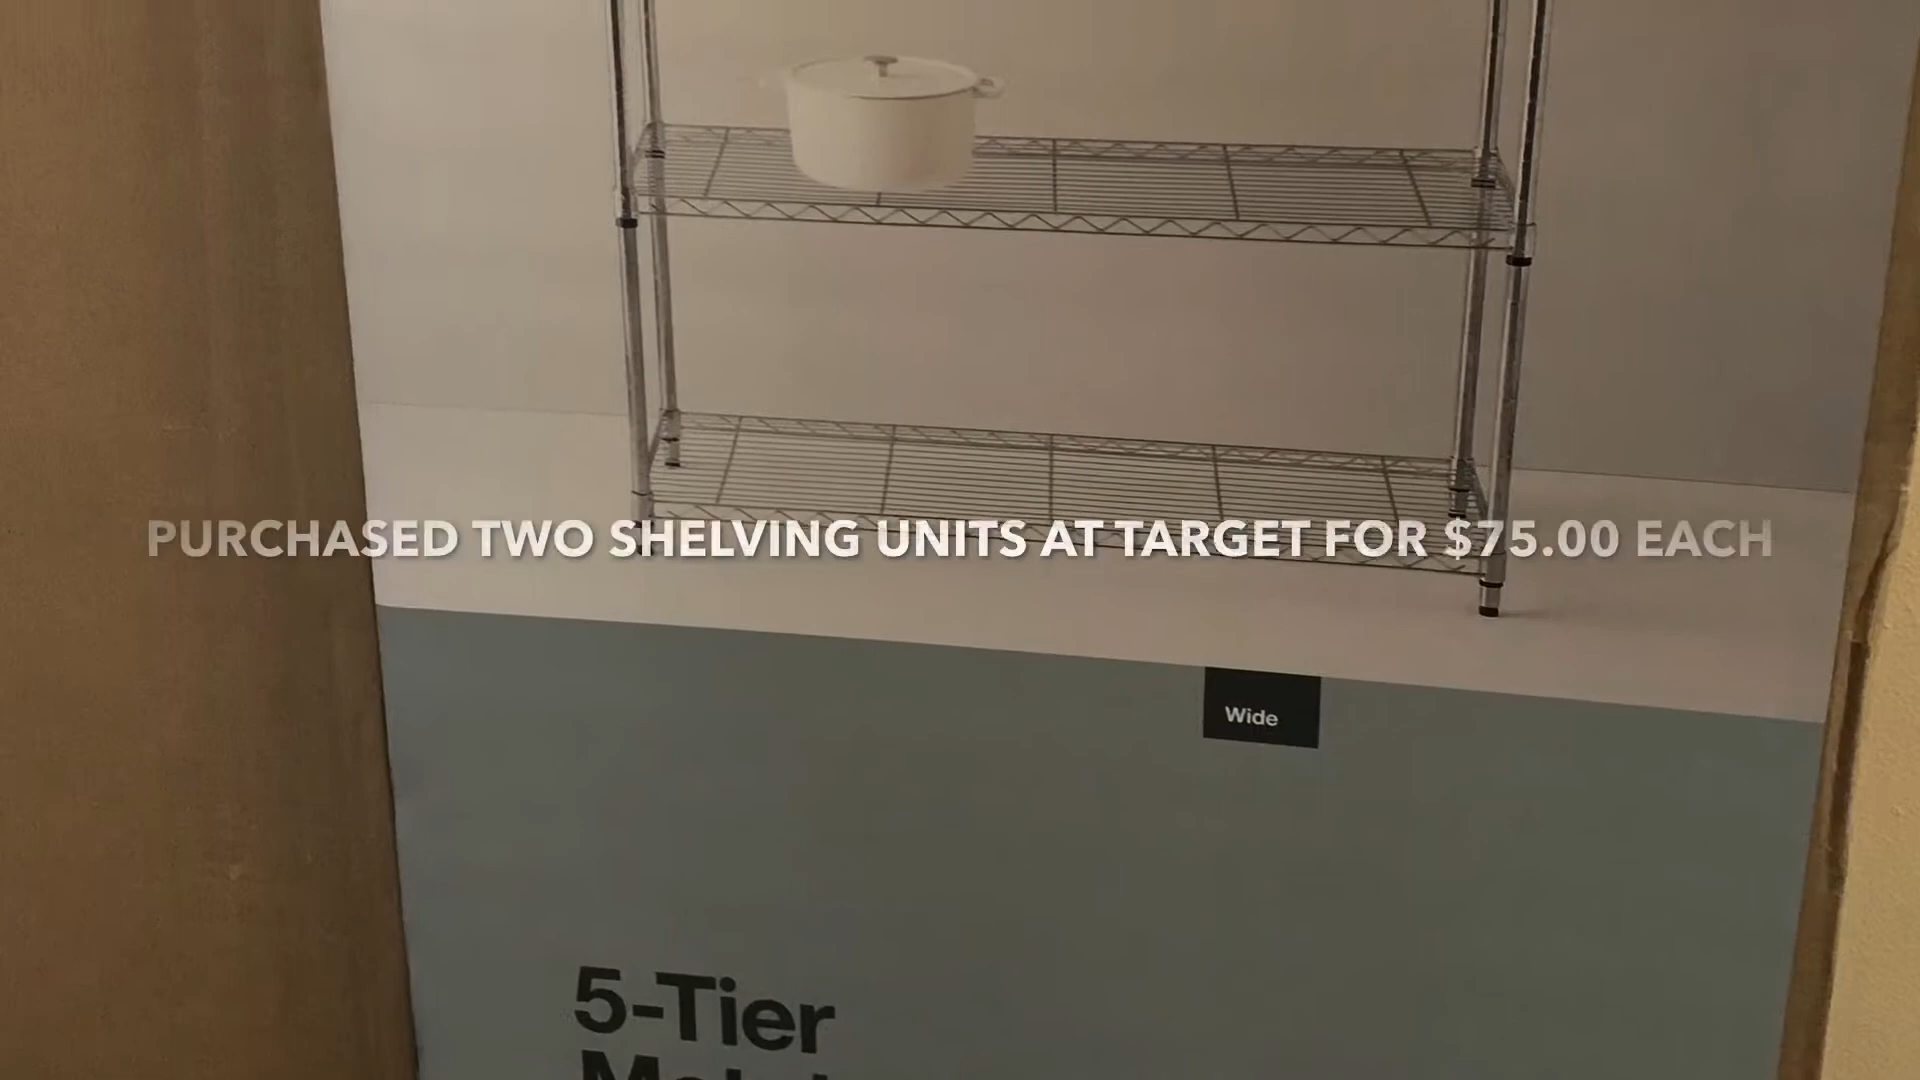 PURCHASED TWO SHELVING UNITS AT TARGET FOR $75.00 EACH
Wide
5-Tier